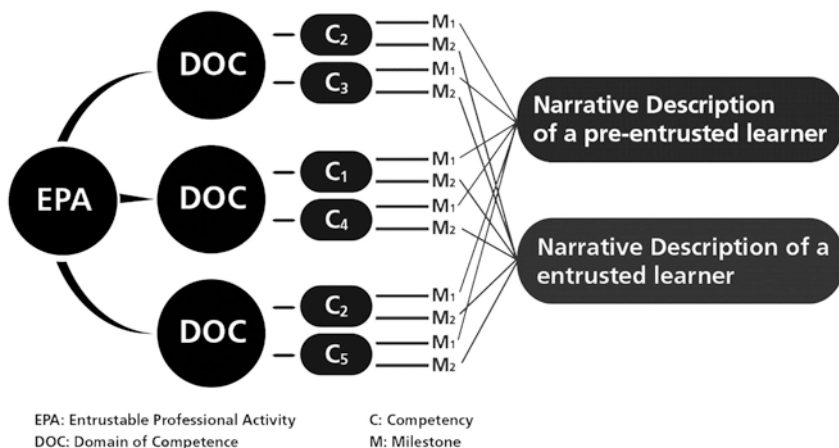 EPA
DOC
C2
M1
M2
C3
M1
M2
DOC
C1
M1
M2
C4
M1
M2
DOC
C2
M1
M2
C5
M1
M2
Narrative Description
of a pre-entrusted learner
Narrative Description of a
entrusted learner
EPA: Entrustable Professional Activity
DOC: Domain of Competence
C: Competency
M: Milestone